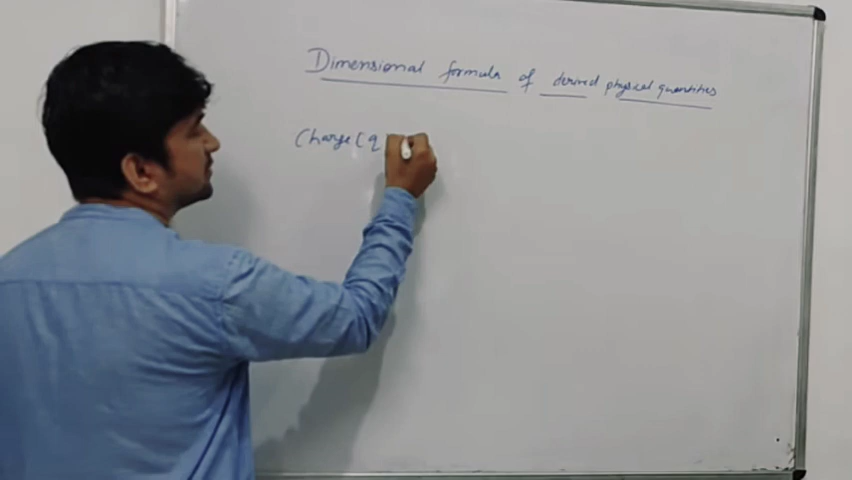 Dimensional formula of derived physical quantities
Charge (q